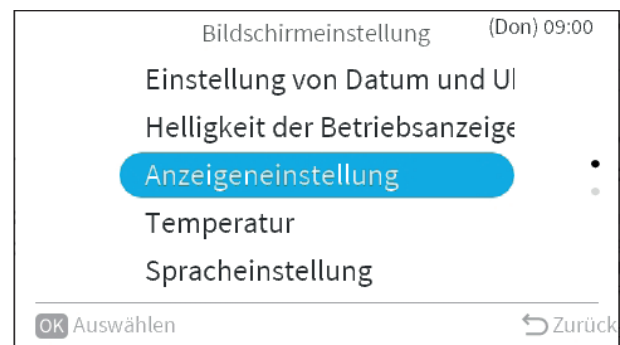 Bildschirmeinstellung (Don) 09:00
Einstellung von Datum und
Helligkeit der Betriebsanzeige
Anzeigeneinstellung
Temperatur
Spracheinstellung
OK Auswählen Zurück